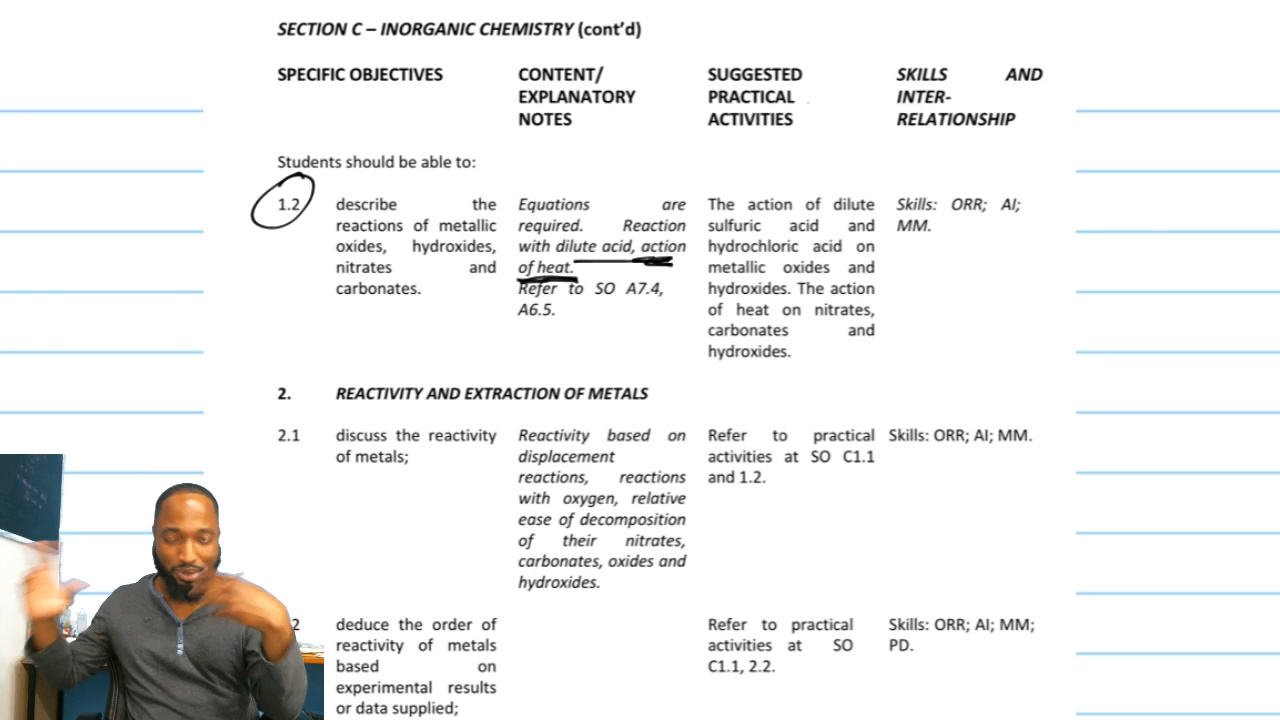 SECTION C – INORGANIC CHEMISTRY (cont’d)
SPECIFIC OBJECTIVES
CONTENT/
EXPLANATORY
NOTES
SUGGESTED
PRACTICAL
ACTIVITIES
SKILLS AND
INTER-
RELATIONSHIP
Students should be able to:
1.2
describe the
reactions of metallic
oxides, hydroxides,
nitrates and
carbonates.
Equations are
required. Reaction
with dilute acid, action
of heat.
Refer to SO A7.4,
A6.5.
The action of dilute
sulfuric acid and
hydrochloric acid on
metallic oxides and
hydroxides. The action
of heat on nitrates,
carbonates and
hydroxides.
Skills: ORR; AI;
MM.
2. REACTIVITY AND EXTRACTION OF METALS
2.1
discuss the reactivity
of metals;
Reactivity based on
displacement
reactions, reactions
with oxygen, relative
ease of decomposition
of their nitrates,
carbonates, oxides and
hydroxides.
Refer to practical
activities at SO C1.1
and 1.2.
Skills: ORR; AI; MM.
2
deduce the order of
reactivity of metals
based on
experimental results
or data supplied;
Refer to practical
activities at SO
C1.1, 2.2.
Skills: ORR; AI; MM;
PD.